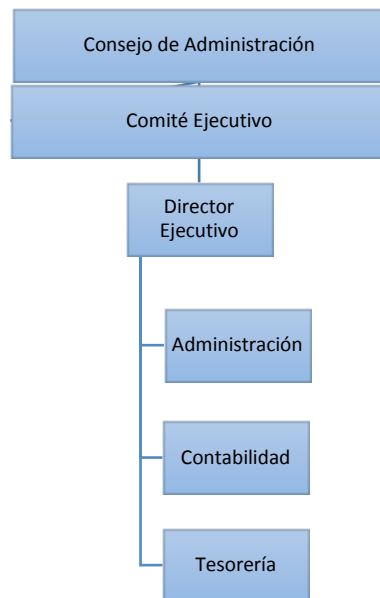 Consejo de Administración
Comité Ejecutivo
Director
Ejecutivo
Administración
Contabilidad
Tesorería